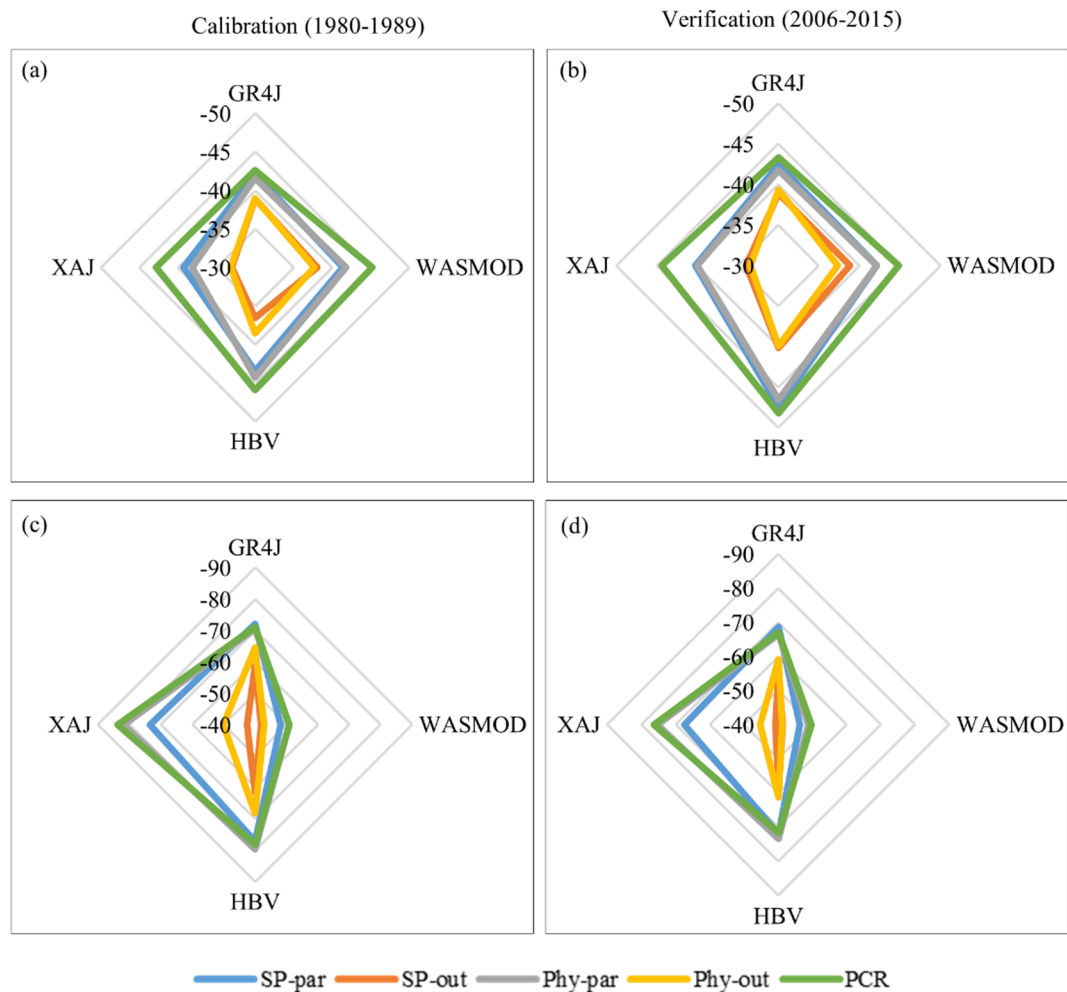 Calibration (1980-1989)
Verification (2006-2015)
(a)
GR4J
-50
-45
-40
-35
-30
XAJ
WASMOD
HBV
(b)
GR4J
-50
-45
-40
-35
-30
XAJ
WASMOD
HBV
(c)
GR4J
-90
-80
-70
-60
-50
-40
XAJ
WASMOD
HBV
(d)
GR4J
-90
-80
-70
-60
-50
-40
XAJ
WASMOD
HBV
SP-par SP-out Phy-par Phy-out PCR